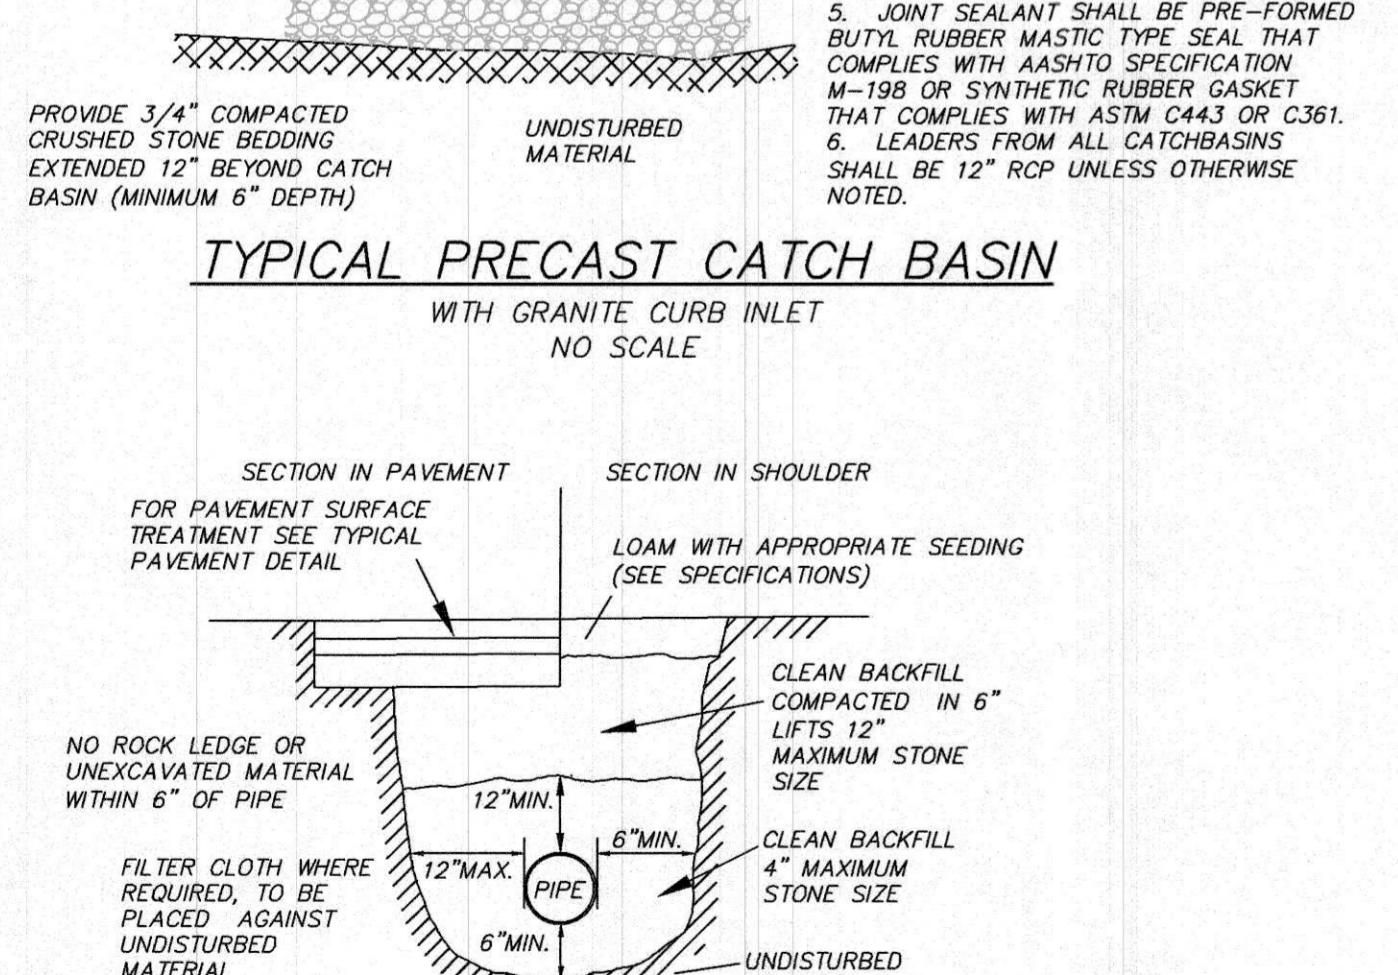 5. JOINT SEALANT SHALL BE PRE-FORMED
BUTYL RUBBER MASTIC TYPE SEAL THAT
COMPLIES WITH AASHTO SPECIFICATION
M-198 OR SYNTHETIC RUBBER GASKET
THAT COMPLIES WITH ASTM C443 OR C361.
6. LEADERS FROM ALL CATCHBASINS
SHALL BE 12" RCP UNLESS OTHERWISE
NOTED.
PROVIDE 3/4" COMPACTED
CRUSHED STONE BEDDING
EXTENDED 12" BEYOND CATCH
BASIN (MINIMUM 6" DEPTH)
UNDISTURBED
MATERIAL
TYPICAL PRECAST CATCH BASIN
WITH GRANITE CURB INLET
NO SCALE
SECTION IN PAVEMENT
SECTION IN SHOULDER
FOR PAVEMENT SURFACE
TREATMENT SEE TYPICAL
PAVEMENT DETAIL
LOAM WITH APPROPRIATE SEEDING
(SEE SPECIFICATIONS)
CLEAN BACKFILL
COMPACTED IN 6"
LIFTS 12"
MAXIMUM STONE
SIZE
NO ROCK LEDGE OR
UNEXCAVATED MATERIAL
WITHIN 6" OF PIPE
12"MIN.
6"MIN.
12"MAX.
PIPE
CLEAN BACKFILL
4" MAXIMUM
STONE SIZE
FILTER CLOTH WHERE
REQUIRED, TO BE
PLACED AGAINST
UNDISTURBED
MATERIAL
6"MIN.
UNDISTURBED